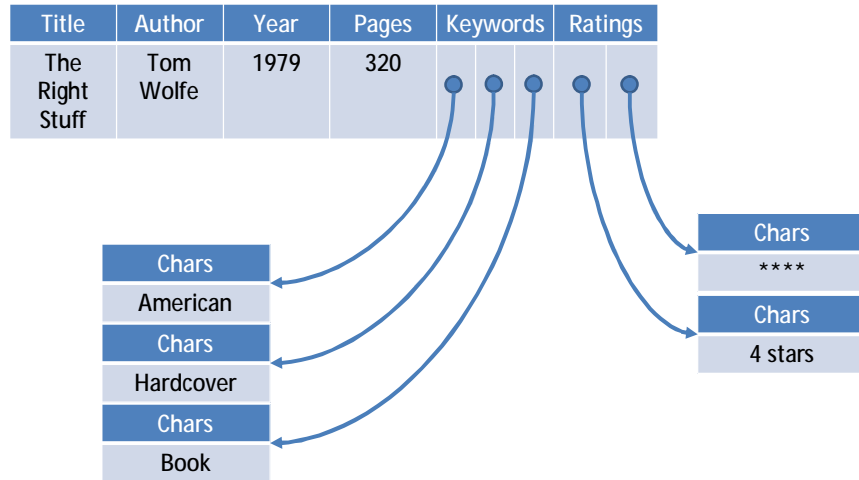 Title Author Year Pages Keywords Ratings
The Right Stuff Tom Wolfe 1979 320
Chars
American
Chars
Hardcover
Chars
Book
Chars
****
Chars
4 stars